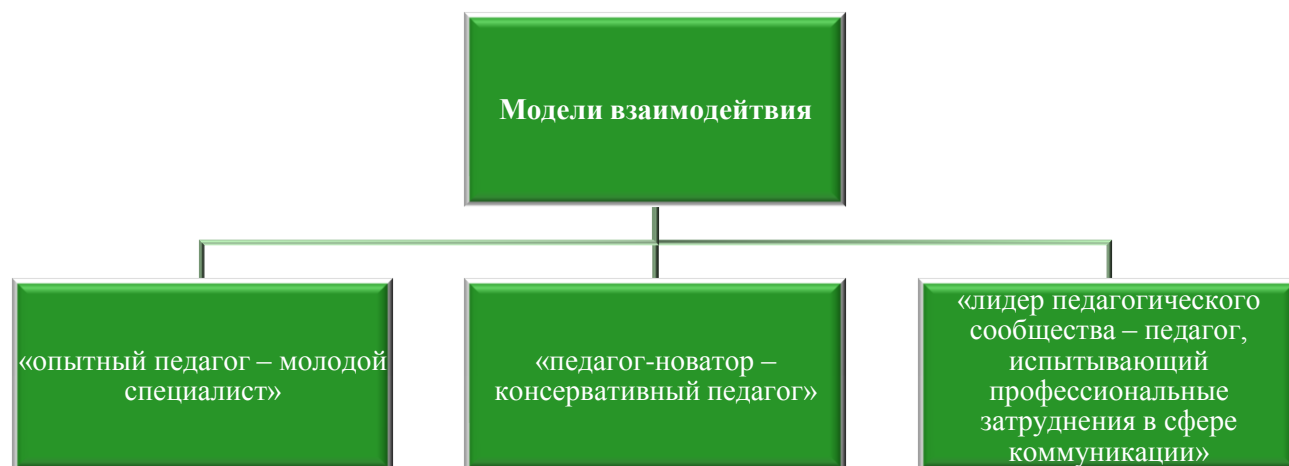 Модели взаимодейтвия
«опытный педагог – молодой
специалист»
«педагог-новатор –
консервативный педагог»
«лидер педагогического
сообщества – педагог,
испытывающий
профессиональные
затруднения в сфере
коммуникации»